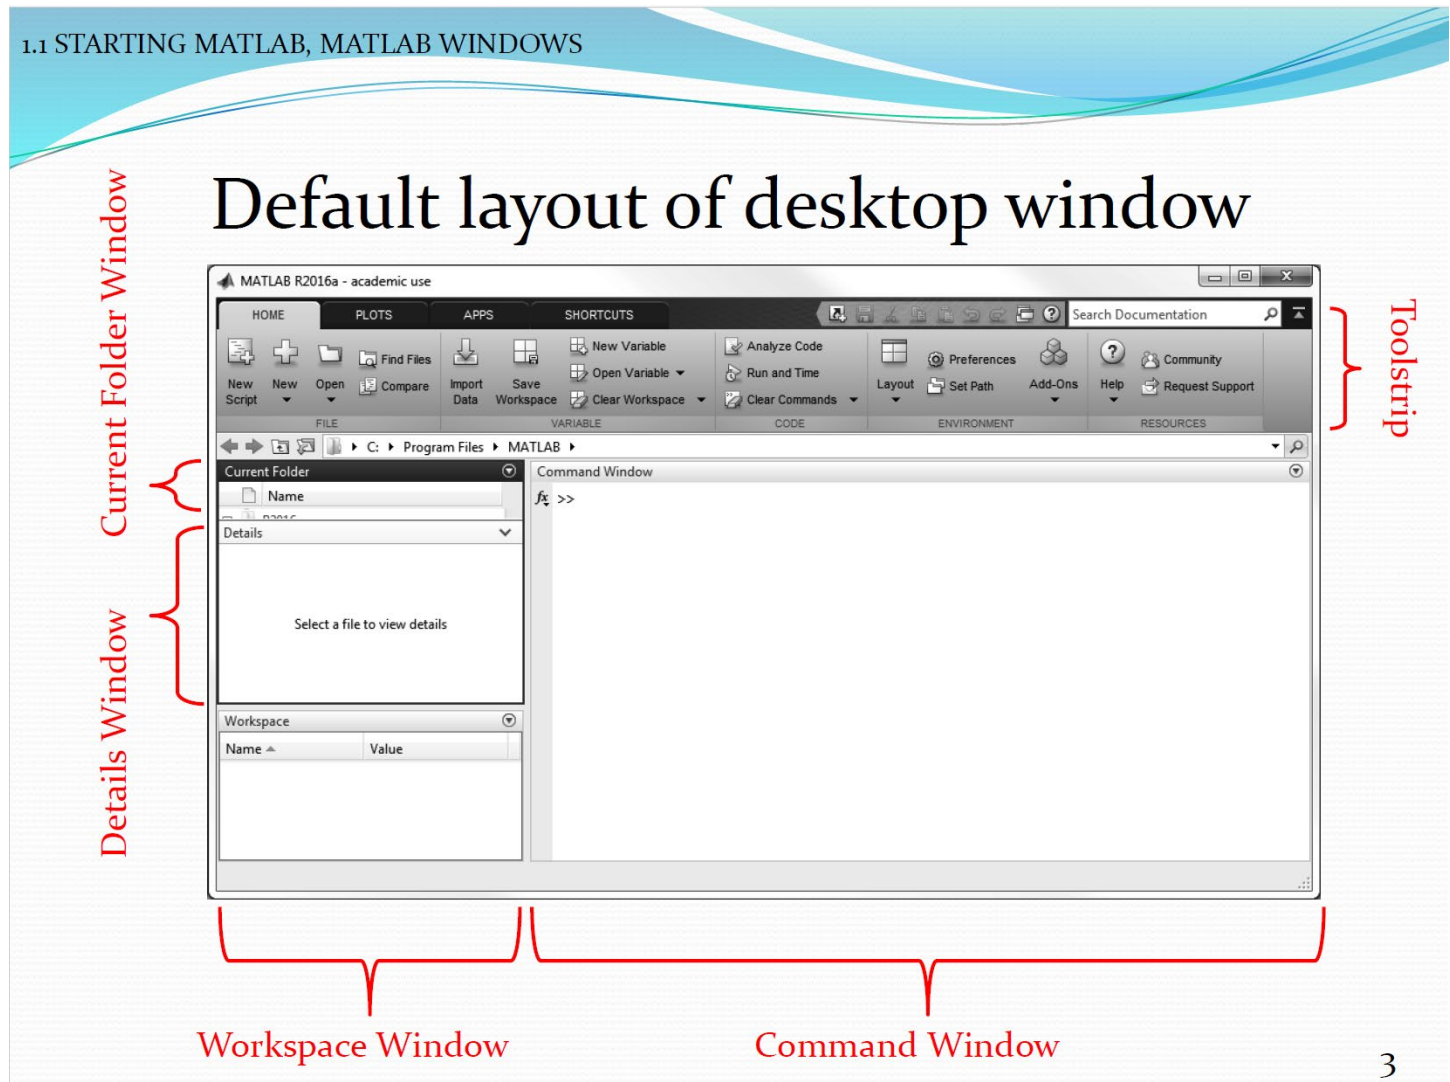 1.1 STARTING MATLAB, MATLAB WINDOWS
Default layout of desktop window
Current Folder Window
Details Window
MATLAB R2016a - academic use
HOME PLOTS APPS SHORTCUTS Search Documentation
New Script
New
Open
Find Files
Compare
FILE
Import Data
Save Workspace
New Variable
Open Variable
Clear Workspace
VARIABLE
Analyze Code
Run and Time
Clear Commands
CODE
Layout
Preferences
Set Path
Add-Ons
ENVIRONMENT
? Help
Community
Request Support
RESOURCES
Toolstrip
C: Program Files MATLAB
Current Folder
Name
R2016
Details
Select a file to view details
Workspace
Name Value
Command Window
fx >>
Workspace Window
Command Window
3